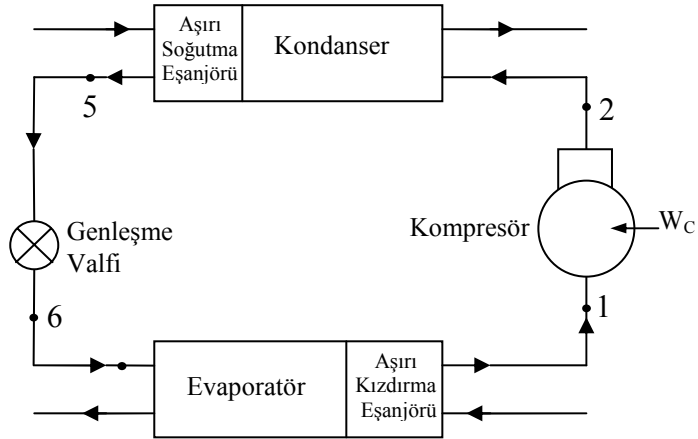 Aşırı
Soğutma
Eşanjörü
Kondanser
5
2
Genleşme
Valfi
Kompresör
W_C
6
1
Evaporatör
Aşırı
Kızdırma
Eşanjörü